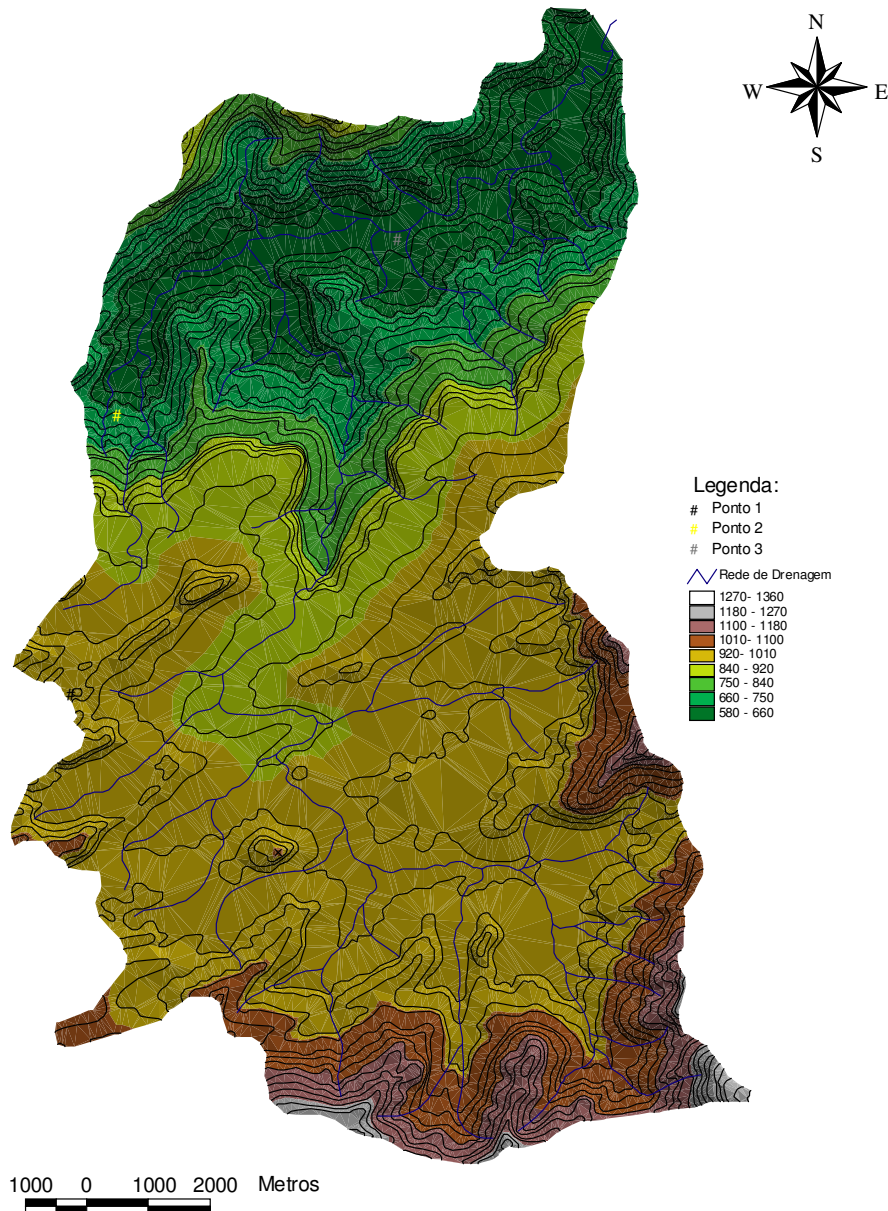 N
W E
S
#
#
#
Legenda:
# Ponto 1
# Ponto 2
# Ponto 3
Rede de Drenagem
1270- 1360
1180 - 1270
1100 - 1180
1010- 1100
920- 1010
840 - 920
750 - 840
660 - 750
580 - 660
1000 0 1000 2000 Metros